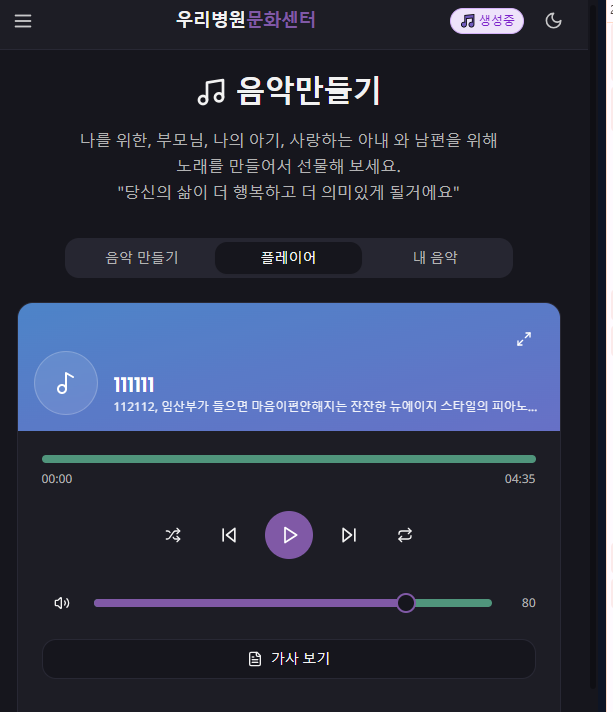 우리병원문화센터
생성중
음악만들기
나를 위한, 부모님, 나의 아기, 사랑하는 아내 와 남편을 위해
노래를 만들어서 선물해 보세요.
"당신의 삶이 더 행복하고 더 의미있게 될거에요"
음악 만들기
플레이어
내 음악
111111
112112, 임산부가 들으면 마음이편안해지는 잔잔한 뉴에이지 스타일의 피아노...
00:00
04:35
80
가사 보기